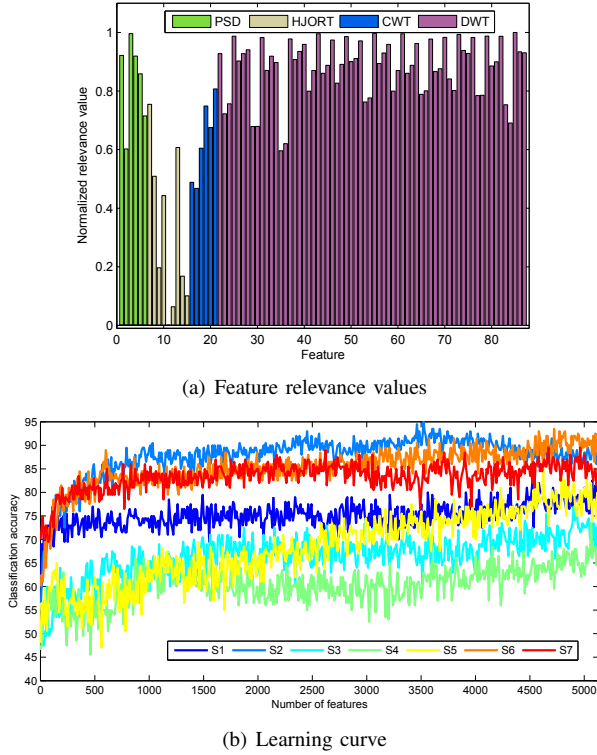 PSD HJORT CWT DWT
1
0.8
0.6
0.4
0.2
0
Normalized relevance value
0 10 20 30 40 50 60 70 80
Feature
(a) Feature relevance values
95
90
85
80
75
70
65
60
55
50
45
40
Classification accuracy
S1 S2 S3 S4 S5 S6 S7
0 500 1000 1500 2000 2500 3000 3500 4000 4500 5000
Number of features
(b) Learning curve